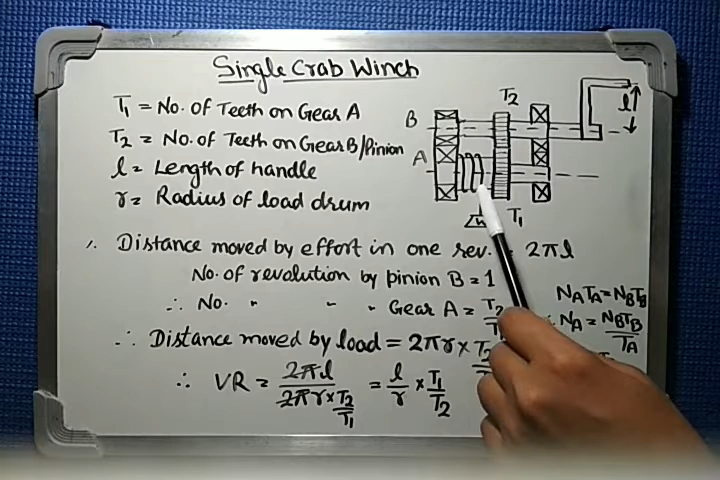 Single Crab Winch
T₁ = No. Of Teeth on Gear A
T₂ = No. of Teeth on Gear B/Pinion
l = Length of handle
r = Radius of load drum
T₂
B
A
l
W
T₁
∴ Distance moved by effort in one rev. = 2πl
No. of revalution by pinion B = 1
∴ No. " " " Gear A = T₂/
∴ Distance moved by load = 2πr × T₂/
∴ VR = 2πl / 2πr × T₂/T₁ = l/r × T₁/T₂
NATA = NBTB
∴ NA = NBTB/TA